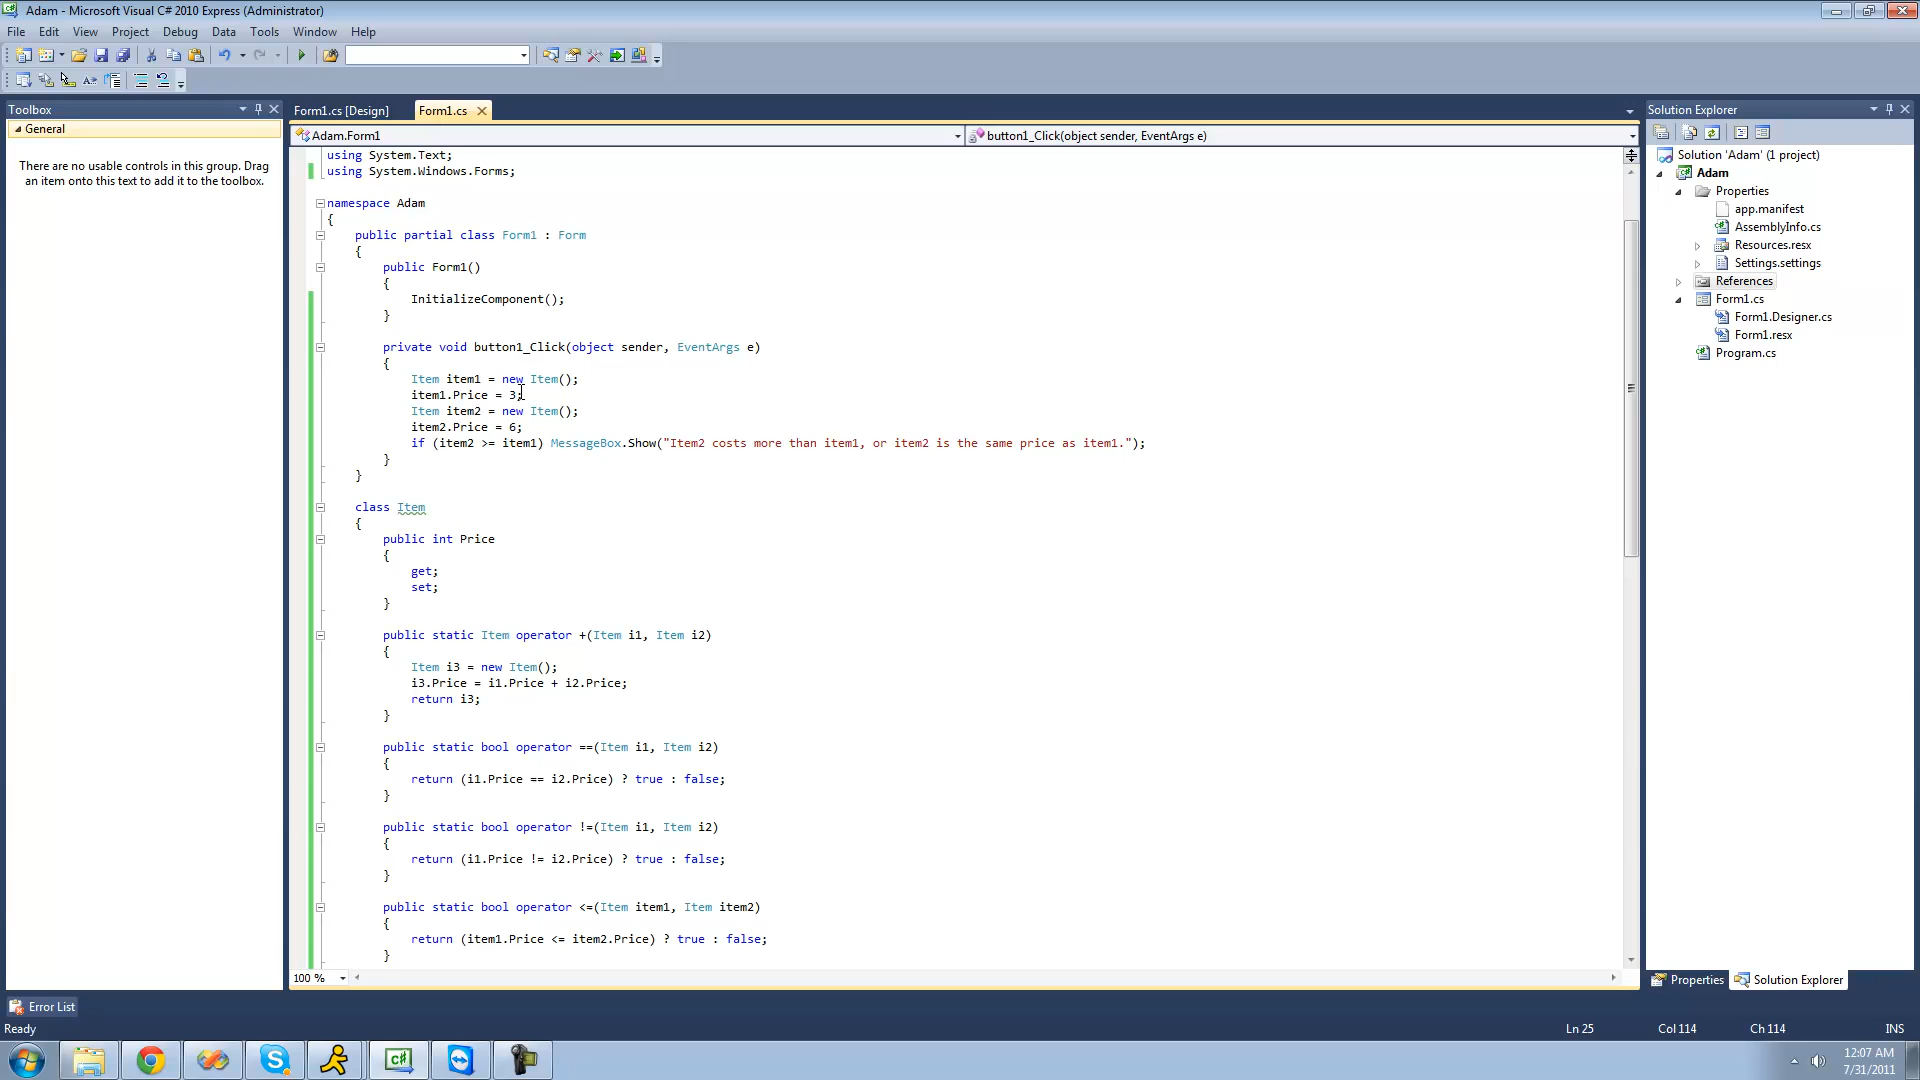 Adam - Microsoft Visual C# 2010 Express (Administrator)
File Edit View Project Debug Data Tools Window Help
Toolbox
General
There are no usable controls in this group. Drag
an item onto this text to add it to the toolbox.
Form1.cs [Design] Form1.cs
Adam.Form1 button1_Click(object sender, EventArgs e)
using System.Text;
using System.Windows.Forms;
namespace Adam
{
public partial class Form1 : Form
{
public Form1()
{
InitializeComponent();
}
private void button1_Click(object sender, EventArgs e)
{
Item item1 = new Item();
item1.Price = 3;
Item item2 = new Item();
item2.Price = 6;
if (item2 >= item1) MessageBox.Show("Item2 costs more than item1, or item2 is the same price as item1.");
}
}
class Item
{
public int Price
{
get;
set;
}
public static Item operator +(Item i1, Item i2)
{
Item i3 = new Item();
i3.Price = i1.Price + i2.Price;
return i3;
}
public static bool operator ==(Item i1, Item i2)
{
return (i1.Price == i2.Price) ? true : false;
}
public static bool operator !=(Item i1, Item i2)
{
return (i1.Price != i2.Price) ? true : false;
}
public static bool operator <=(Item item1, Item item2)
{
return (item1.Price <= item2.Price) ? true : false;
}
100 %
Solution Explorer
Solution 'Adam' (1 project)
Adam
Properties
app.manifest
AssemblyInfo.cs
Resources.resx
Settings.settings
References
Form1.cs
Form1.Designer.cs
Form1.resx
Program.cs
Properties Solution Explorer
Error List
Ready Ln 25 Col 114 Ch 114 INS
12:07 AM
7/31/2011